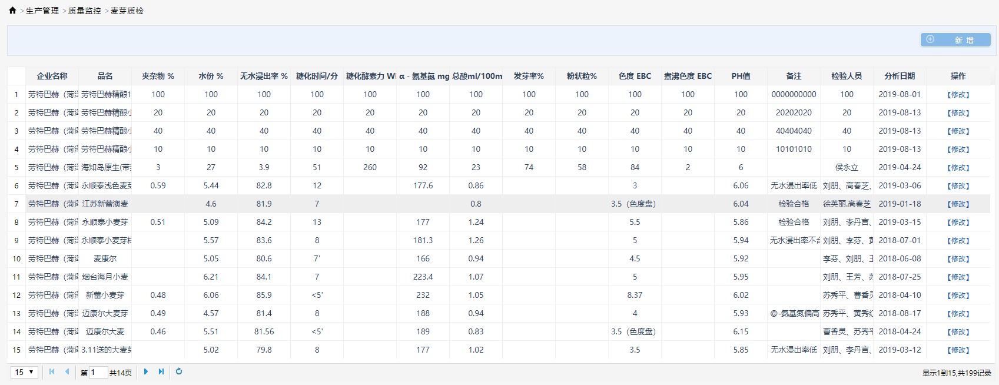 > 生产管理 > 质量监控 > 麦芽质检
新 增
企业名称 品名 夹杂物 % 水份 % 无水浸出率 % 糖化时间/分 糖化酵素力 WI α - 氨基氮 mg 总酸ml/100m 发芽率% 粉状粒% 色度 EBC 煮沸色度 EBC PH值 备注 检验人员 分析日期 操作
1 劳特巴赫（菏泽 劳特巴赫精酿1 100 100 100 100 100 100 100 100 100 100 100 100 0000000000 100 2019-08-01 【修改】
2 劳特巴赫（菏泽 劳特巴赫精酿小 20 20 20 20 20 20 20 20 20 20 20 20 20202020 20 2019-08-13 【修改】
3 劳特巴赫（菏泽 劳特巴赫精酿小 40 40 40 40 40 40 40 40 40 40 40 40 40404040 40 2019-08-13 【修改】
4 劳特巴赫（菏泽 劳特巴赫精酿小 10 10 10 10 10 10 10 10 10 10 10 10 10101010 10 2019-08-13 【修改】
5 劳特巴赫（菏泽 海知岛原生(带 3 27 3.9 51 260 92 23 74 58 84 2 6 侯永立 2019-04-24 【修改】
6 劳特巴赫（菏泽 永顺泰浅色麦芽 0.59 5.44 82.8 12 177.6 0.86 3 6.06 无水浸出率低 刘朋、高春芝、 2019-03-06 【修改】
7 劳特巴赫（菏泽 江苏新蕾澳麦 4.6 81.9 7 0.8 3.5（色度盘） 6.04 检验合格 徐英丽.高春芝 2019-01-18 【修改】
8 劳特巴赫（菏泽 永顺泰小麦芽 0.51 5.09 84.2 13 177 1.24 5.5 5.86 检验合格 刘朋、李丹言、 2019-03-15 【修改】
9 劳特巴赫（菏泽 永顺泰小麦芽样 5.57 83.6 8 181.3 1.26 5 5.94 无水浸出率不合 刘朋、李芬、黄 2018-07-01 【修改】
10 劳特巴赫（菏泽 麦康尔 5.05 80.6 7' 166 0.94 4.5 5.92 李芬、刘朋、王 2018-06-08 【修改】
11 劳特巴赫（菏泽 烟台海月小麦 6.21 84.1 7 223.4 1.07 5 5.95 刘朋、王芳、苏 2018-07-25 【修改】
12 劳特巴赫（菏泽 新蕾小麦芽 0.48 6.06 85.9 <5' 232 1.05 8.37 6.02 苏秀平、曹香灵 2018-04-10 【修改】
13 劳特巴赫（菏泽 迈康尔大麦芽 0.49 4.57 81.4 8 188 0.94 4 5.93 @-氨基氮偏高 苏秀平、黄秀红 2018-08-17 【修改】
14 劳特巴赫（菏泽 迈康尔大麦 0.46 5.51 81.56 <5' 189 0.83 3.5（色度盘） 6.15 曹香灵、苏秀平 2018-04-24 【修改】
15 劳特巴赫（菏泽 3.11送的大麦芽 5.02 79.8 8 177 1.02 3.5 5.85 无水浸出率低 刘朋、李丹言、 2019-03-12 【修改】
15 第 1 共14页 显示1到15,共199记录